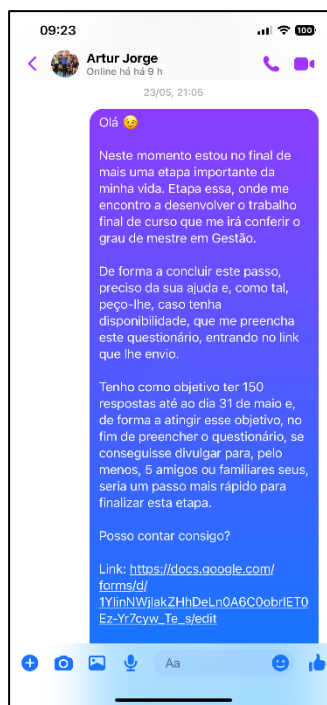 09:23
100
Artur Jorge
Online há há 9 h
23/05, 21:05
Olá 😉
Neste momento estou no final de
mais uma etapa importante da
minha vida. Etapa essa, onde me
encontro a desenvolver o trabalho
final de curso que me irá conferir o
grau de mestre em Gestão.
De forma a concluir este passo,
preciso da sua ajuda e, como tal,
peço-lhe, caso tenha
disponibilidade, que me preencha
este questionário, entrando no link
que lhe envio.
Tenho como objetivo ter 150
respostas até ao dia 31 de maio e,
de forma a atingir esse objetivo, no
fim de preencher o questionário, se
conseguisse divulgar para, pelo
menos, 5 amigos ou familiares seus,
seria um passo mais rápido para
finalizar esta etapa.
Posso contar consigo?
Link: https://docs.google.com/
forms/d/
1YlinNWjlakZHhDeLn0A6C0obrlET0
Ez-Yr7cyw_Te_s/edit
Aa